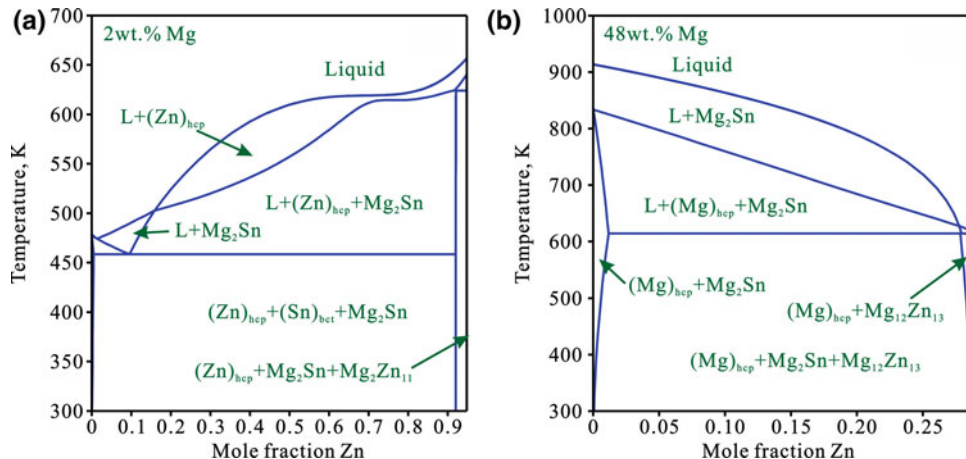 (a)
2wt.% Mg
Liquid
L+(Zn)hcp
L+(Zn)hcp+Mg2Sn
L+Mg2Sn
(Zn)hcp+(Sn)bct+Mg2Sn
(Zn)hcp+Mg2Sn+Mg2Zn11
Temperature, K
700
650
600
550
500
450
400
350
300
0 0.1 0.2 0.3 0.4 0.5 0.6 0.7 0.8 0.9
Mole fraction Zn
(b)
48wt.% Mg
Liquid
L+Mg2Sn
L+(Mg)hcp+Mg2Sn
(Mg)hcp+Mg2Sn
(Mg)hcp+Mg12Zn13
(Mg)hcp+Mg2Sn+Mg12Zn13
Temperature, K
1000
900
800
700
600
500
400
300
0 0.05 0.10 0.15 0.20 0.25
Mole fraction Zn